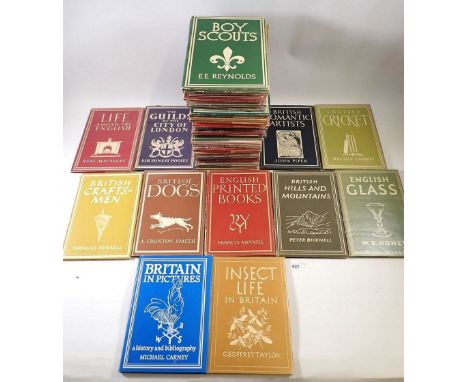 BOY
SCOUTS
E.E. REYNOLDS
LIFE
AMONG THE
ENGLISH
ROSE MACAULAY
THE
GUILDS
OF THE
CITY OF
LONDON
SIR ERNEST POOLEY
BRITISH
ROMANTIC
ARTISTS
JOHN PIPER
ENGLISH
CRICKET
NEVILLE CARDUS
BRITISH
CRAFTS-
MEN
THOMAS HENNELL
BRITISH
DOGS
A. CROXTON SMITH
ENGLISH
PRINTED
BOOKS
FRANCIS MEYNELL
BRITISH
HILLS AND
MOUNTAINS
PETER BICKNELL
ENGLISH
GLASS
W.B. HONEY
BRITAIN
IN PICTURES
a history and bibliography
MICHAEL CARNEY
INSECT
LIFE
IN BRITAIN
GEOFFREY TAYLOR
621